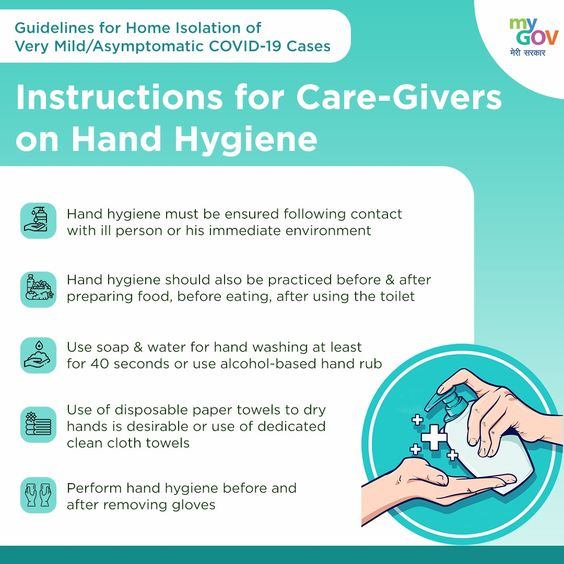 Guidelines for Home Isolation of
Very Mild/Asymptomatic COVID-19 Cases
my
GOV
मेरी सरकार
Instructions for Care-Givers
on Hand Hygiene
Hand hygiene must be ensured following contact
with ill person or his immediate environment
Hand hygiene should also be practiced before & after
preparing food, before eating, after using the toilet
Use soap & water for hand washing at least
for 40 seconds or use alcohol-based hand rub
Use of disposable paper towels to dry
hands is desirable or use of dedicated
clean cloth towels
Perform hand hygiene before and
after removing gloves